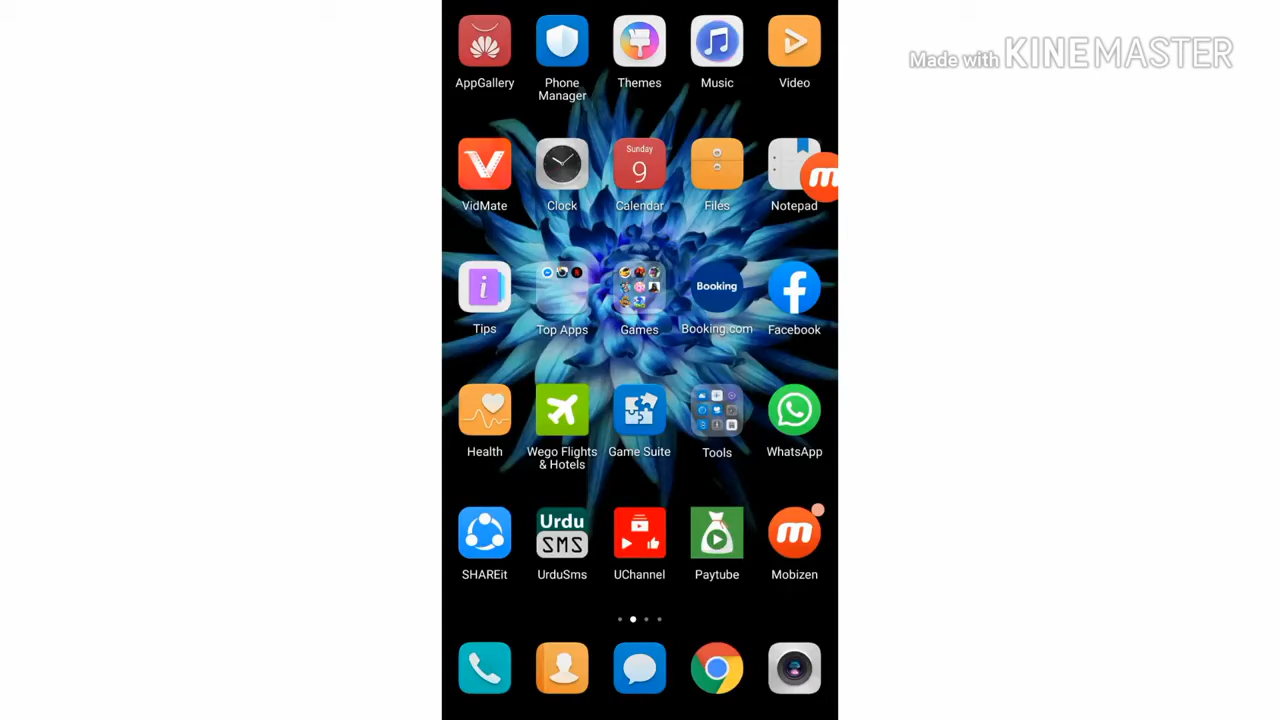 Made with KINEMASTER
AppGallery
Phone Manager
Themes
Music
Video
VidMate
Clock
Sunday
9
Calendar
Files
Notepad
Tips
Top Apps
Games
Booking
Booking.com
Facebook
Health
Wego Flights
& Hotels
Game Suite
Tools
WhatsApp
Urdu
SMS
SHAREit
UrduSms
UChannel
Paytube
Mobizen